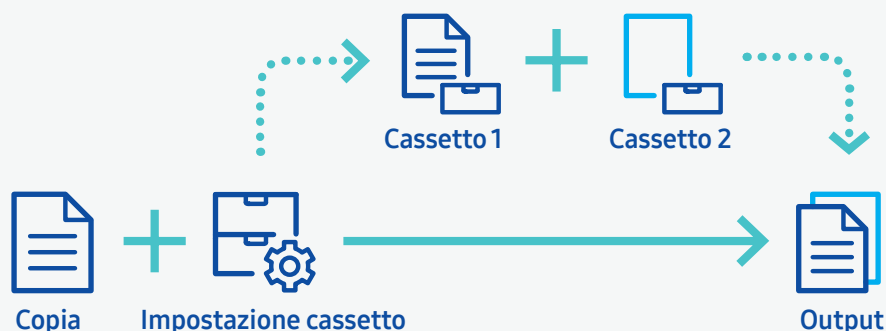 Cassetto 1
Cassetto 2
Copia
Impostazione cassetto
Output